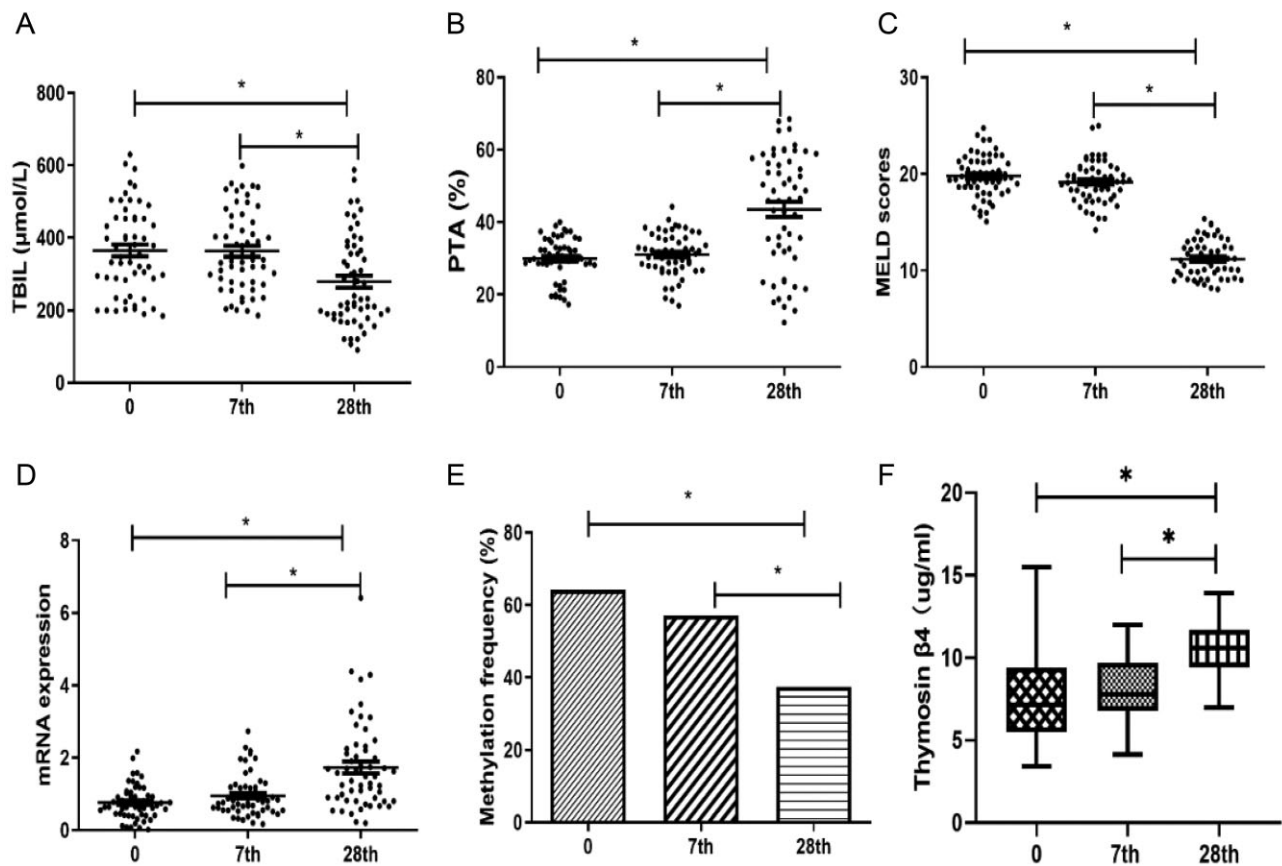 A
TBIL (μmol/L)
800
600
400
200
0
0 7th 28th
* *
B
PTA (%)
80
60
40
20
0
0 7th 28th
* *
C
MELD scores
30
20
10
0
0 7th 28th
* *
D
mRNA expression
8
6
4
2
0
0 7th 28th
* *
E
Methylation frequency (%)
80
60
40
20
0
0 7th 28th
* *
F
Thymosin β4 (ug/ml)
20
15
10
5
0
0 7th 28th
* *